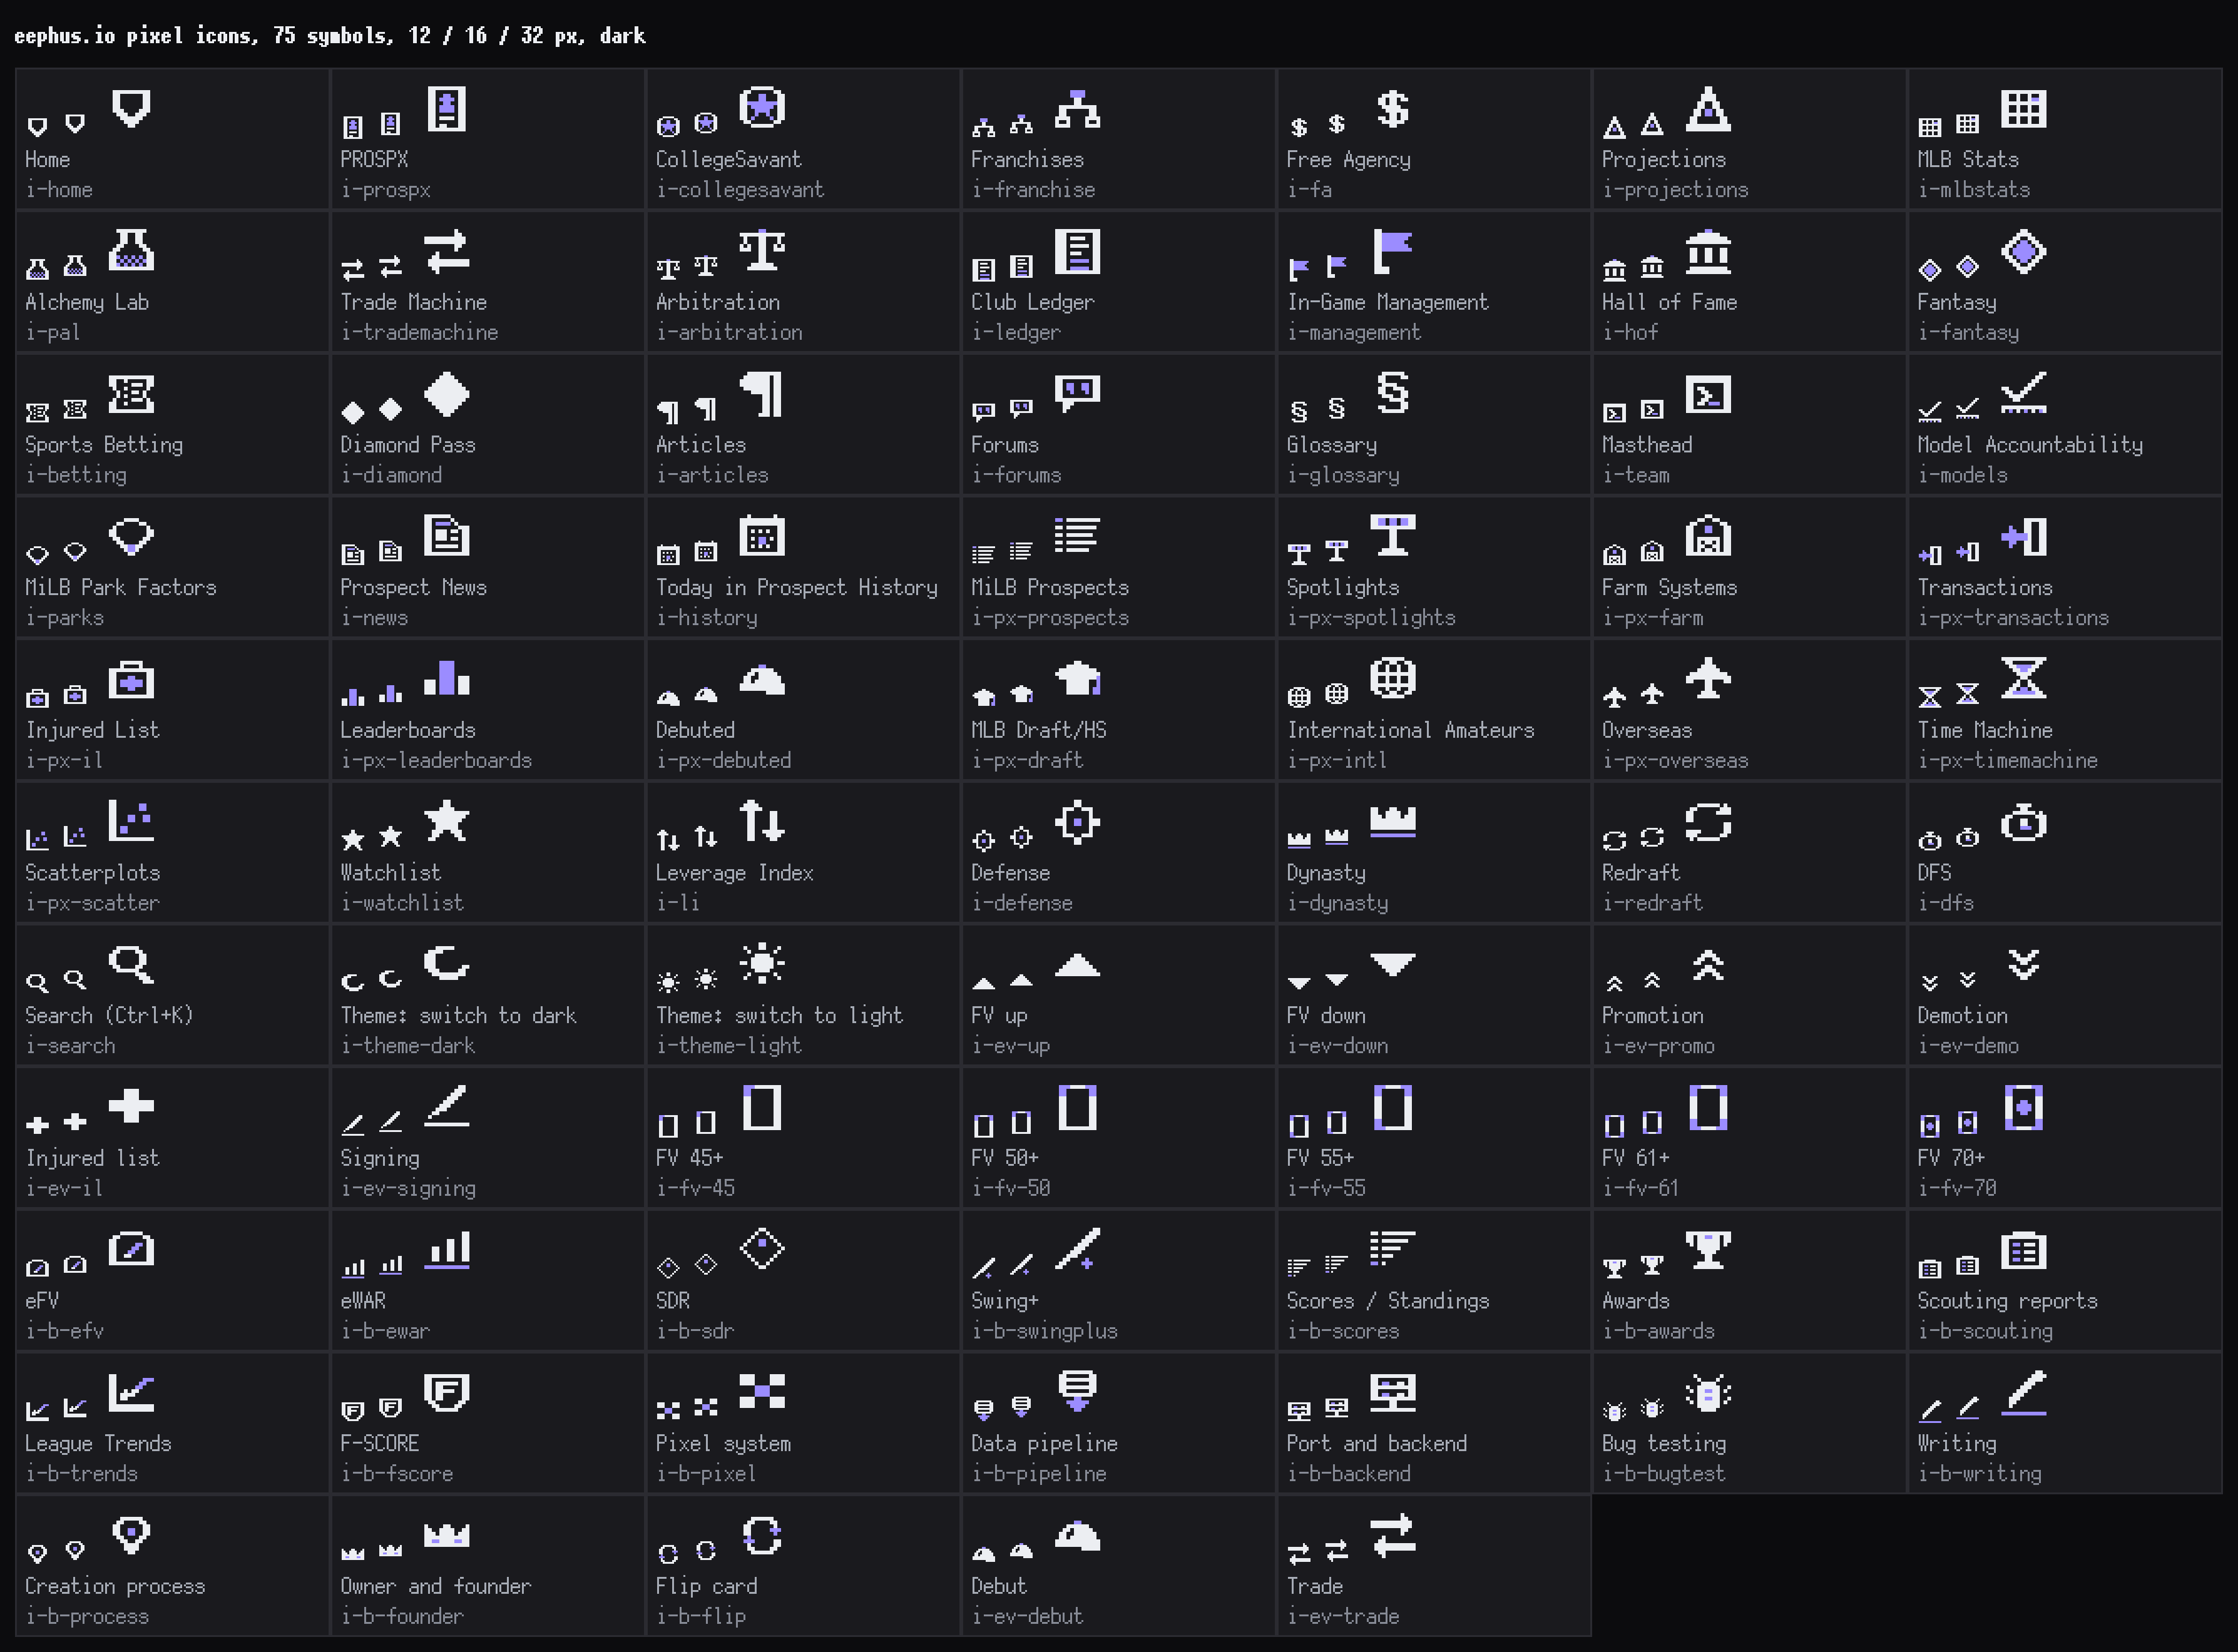 eephus.io pixel icons, 75 symbols, 12 / 16 / 32 px, dark
Home
i-home
PROSPX
i-prospx
CollegeSavant
i-collegesavant
Franchises
i-franchise
Free Agency
i-fa
Projections
i-projections
MLB Stats
i-mlbstats
Alchemy Lab
i-pal
Trade Machine
i-trademachine
Arbitration
i-arbitration
Club Ledger
i-ledger
In-Game Management
i-management
Hall of Fame
i-hof
Fantasy
i-fantasy
Sports Betting
i-betting
Diamond Pass
i-diamond
Articles
i-articles
Forums
i-forums
Glossary
i-glossary
Masthead
i-team
Model Accountability
i-models
MiLB Park Factors
i-parks
Prospect News
i-news
Today in Prospect History
i-history
MiLB Prospects
i-px-prospects
Spotlights
i-px-spotlights
Farm Systems
i-px-farm
Transactions
i-px-transactions
Injured List
i-px-il
Leaderboards
i-px-leaderboards
Debuted
i-px-debuted
MLB Draft/HS
i-px-draft
International Amateurs
i-px-intl
Overseas
i-px-overseas
Time Machine
i-px-timemachine
Scatterplots
i-px-scatter
Watchlist
i-watchlist
Leverage Index
i-li
Defense
i-defense
Dynasty
i-dynasty
Redraft
i-redraft
DFS
i-dfs
Search (Ctrl+K)
i-search
Theme: switch to dark
i-theme-dark
Theme: switch to light
i-theme-light
FV up
i-ev-up
FV down
i-ev-down
Promotion
i-ev-promo
Demotion
i-ev-demo
Injured list
i-ev-il
Signing
i-ev-signing
FV 45+
i-fv-45
FV 50+
i-fv-50
FV 55+
i-fv-55
FV 61+
i-fv-61
FV 70+
i-fv-70
eFV
i-b-efv
eWAR
i-b-ewar
SDR
i-b-sdr
Swing+
i-b-swingplus
Scores / Standings
i-b-scores
Awards
i-b-awards
Scouting reports
i-b-scouting
League Trends
i-b-trends
F-SCORE
i-b-fscore
Pixel system
i-b-pixel
Data pipeline
i-b-pipeline
Port and backend
i-b-backend
Bug testing
i-b-bugtest
Writing
i-b-writing
Creation process
i-b-process
Owner and founder
i-b-founder
Flip card
i-b-flip
Debut
i-ev-debut
Trade
i-ev-trade